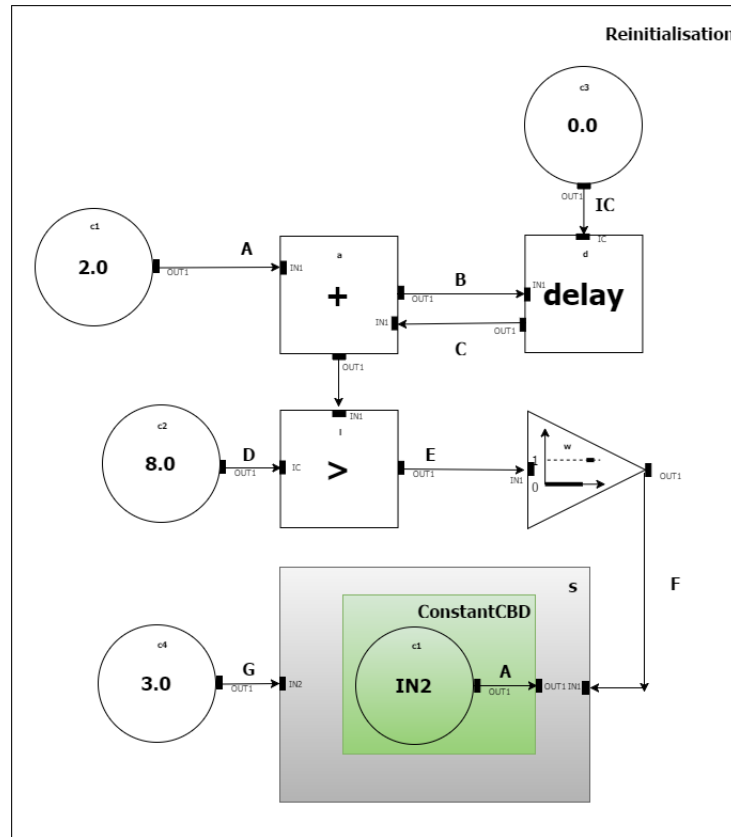 Reinitialisation
c3
0.0
OUT1
IC
IC
c1
2.0
OUT1
A
a
+
IN1
IN1
OUT1
OUT1
B
C
d
delay
IN1
OUT1
c2
8.0
OUT1
D
l
>
IN1
IC
OUT1
E
w
1
0
IN1
OUT1
F
s
ConstantCBD
c4
3.0
OUT1
G
IN2
c1
IN2
OUT1
A
OUT1
IN1